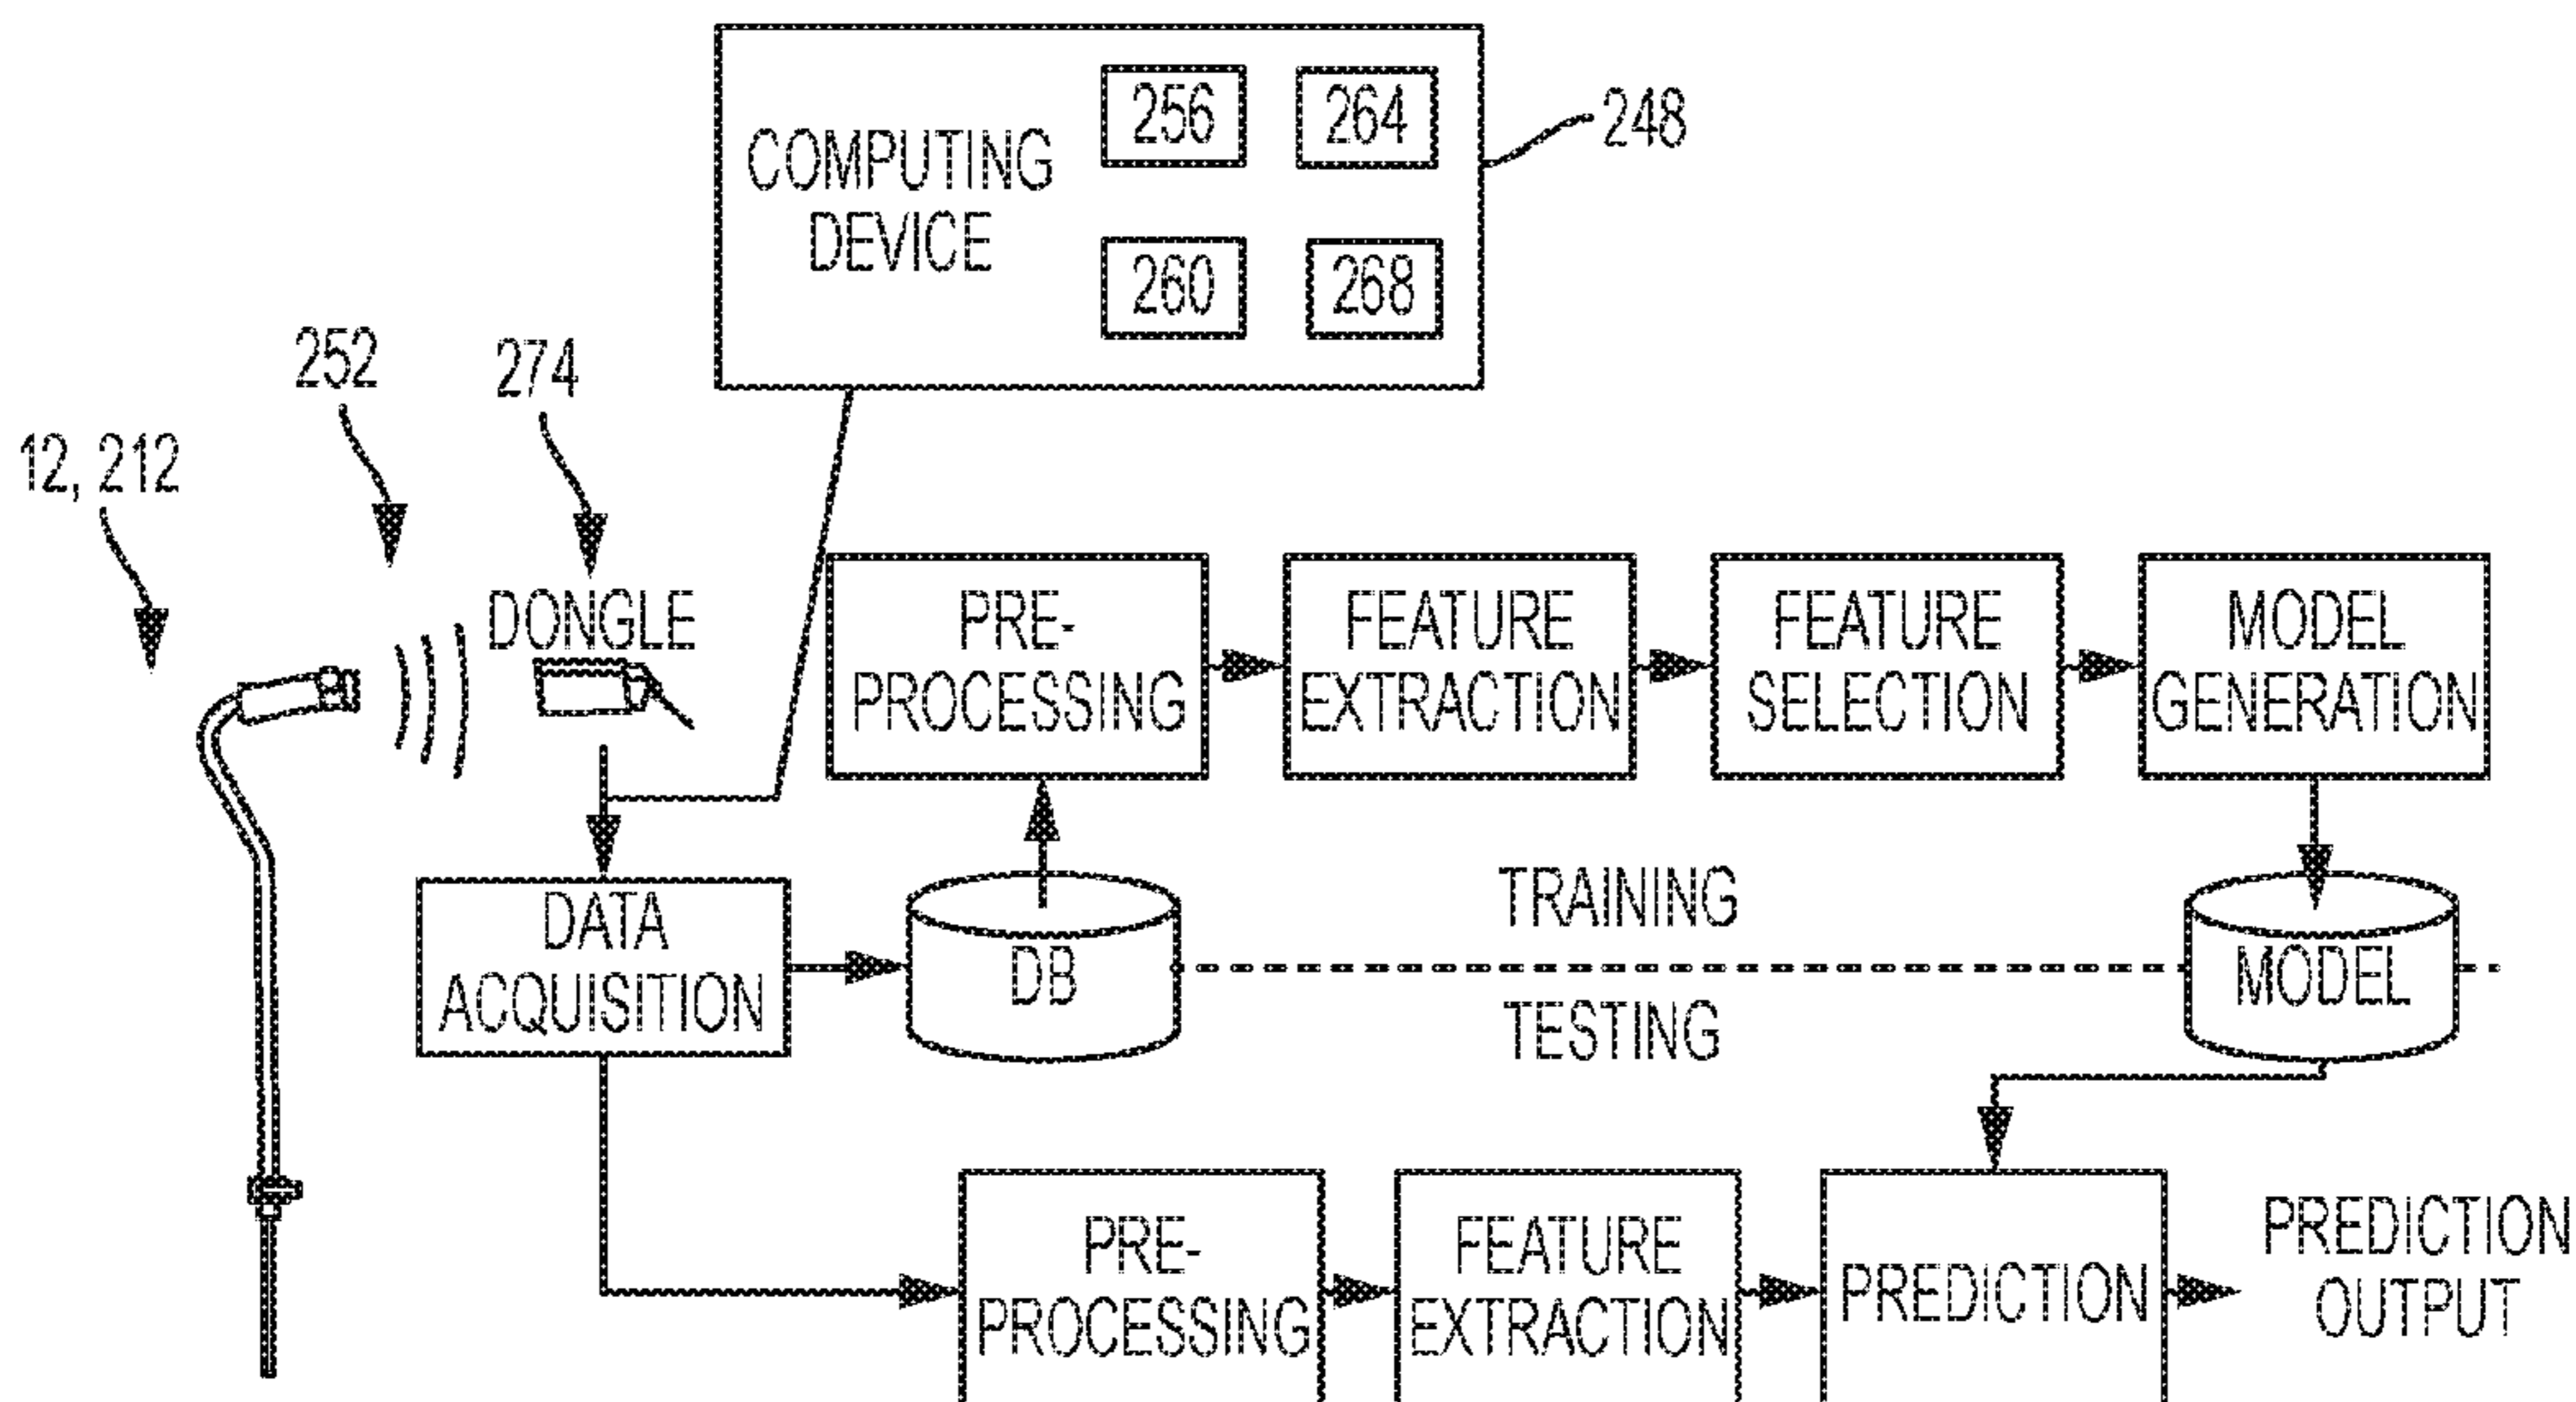 COMPUTING
DEVICE
256
264
260
268
248
252
274
12, 212
DONGLE
PRE-
PROCESSING
FEATURE
EXTRACTION
FEATURE
SELECTION
MODEL
GENERATION
DATA
ACQUISITION
DB
TRAINING
TESTING
MODEL
PRE-
PROCESSING
FEATURE
EXTRACTION
PREDICTION
PREDICTION
OUTPUT